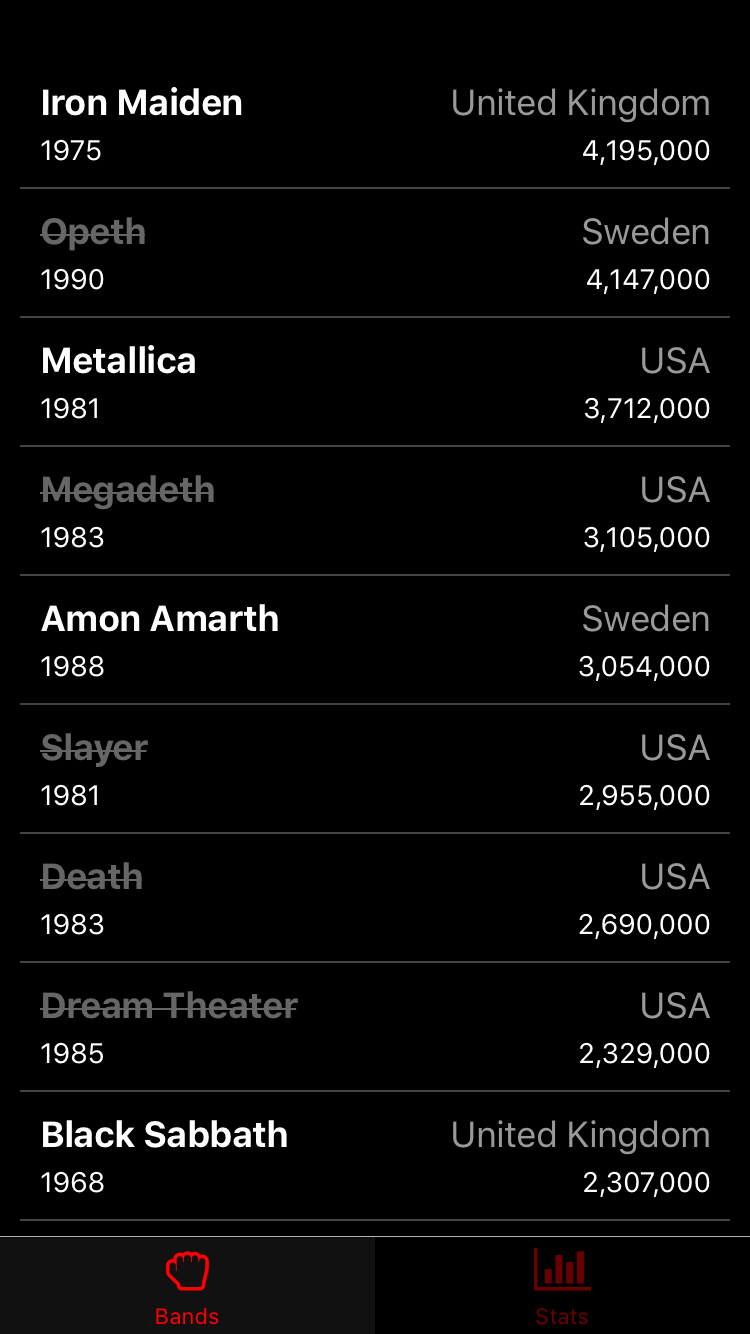 Iron Maiden United Kingdom
1975 4,195,000
Opeth Sweden
1990 4,147,000
Metallica USA
1981 3,712,000
Megadeth USA
1983 3,105,000
Amon Amarth Sweden
1988 3,054,000
Slayer USA
1981 2,955,000
Death USA
1983 2,690,000
Dream Theater USA
1985 2,329,000
Black Sabbath United Kingdom
1968 2,307,000
Bands Stats